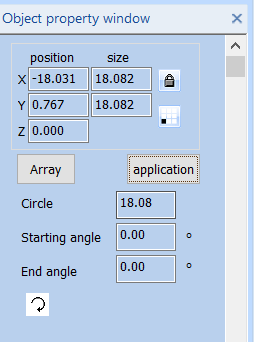 Object property window
position size
X -18.031 18.082
Y 0.767 18.082
Z 0.000
Array application
Circle 18.08
Starting angle 0.00 °
End angle 0.00 °